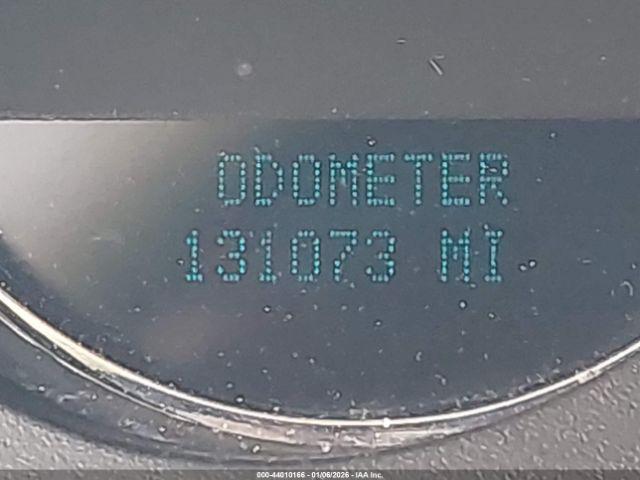 ODOMETER
131073 MI
000-44010166 - 01/06/2026 - IAA Inc.